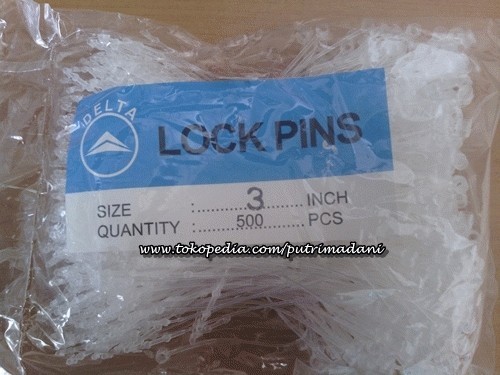 DELTA
LOCK PINS
SIZE : .......... 3 .......... INCH
QUANTITY : .......... 500 .......... PCS
www.tokopedia.com/putrimadani